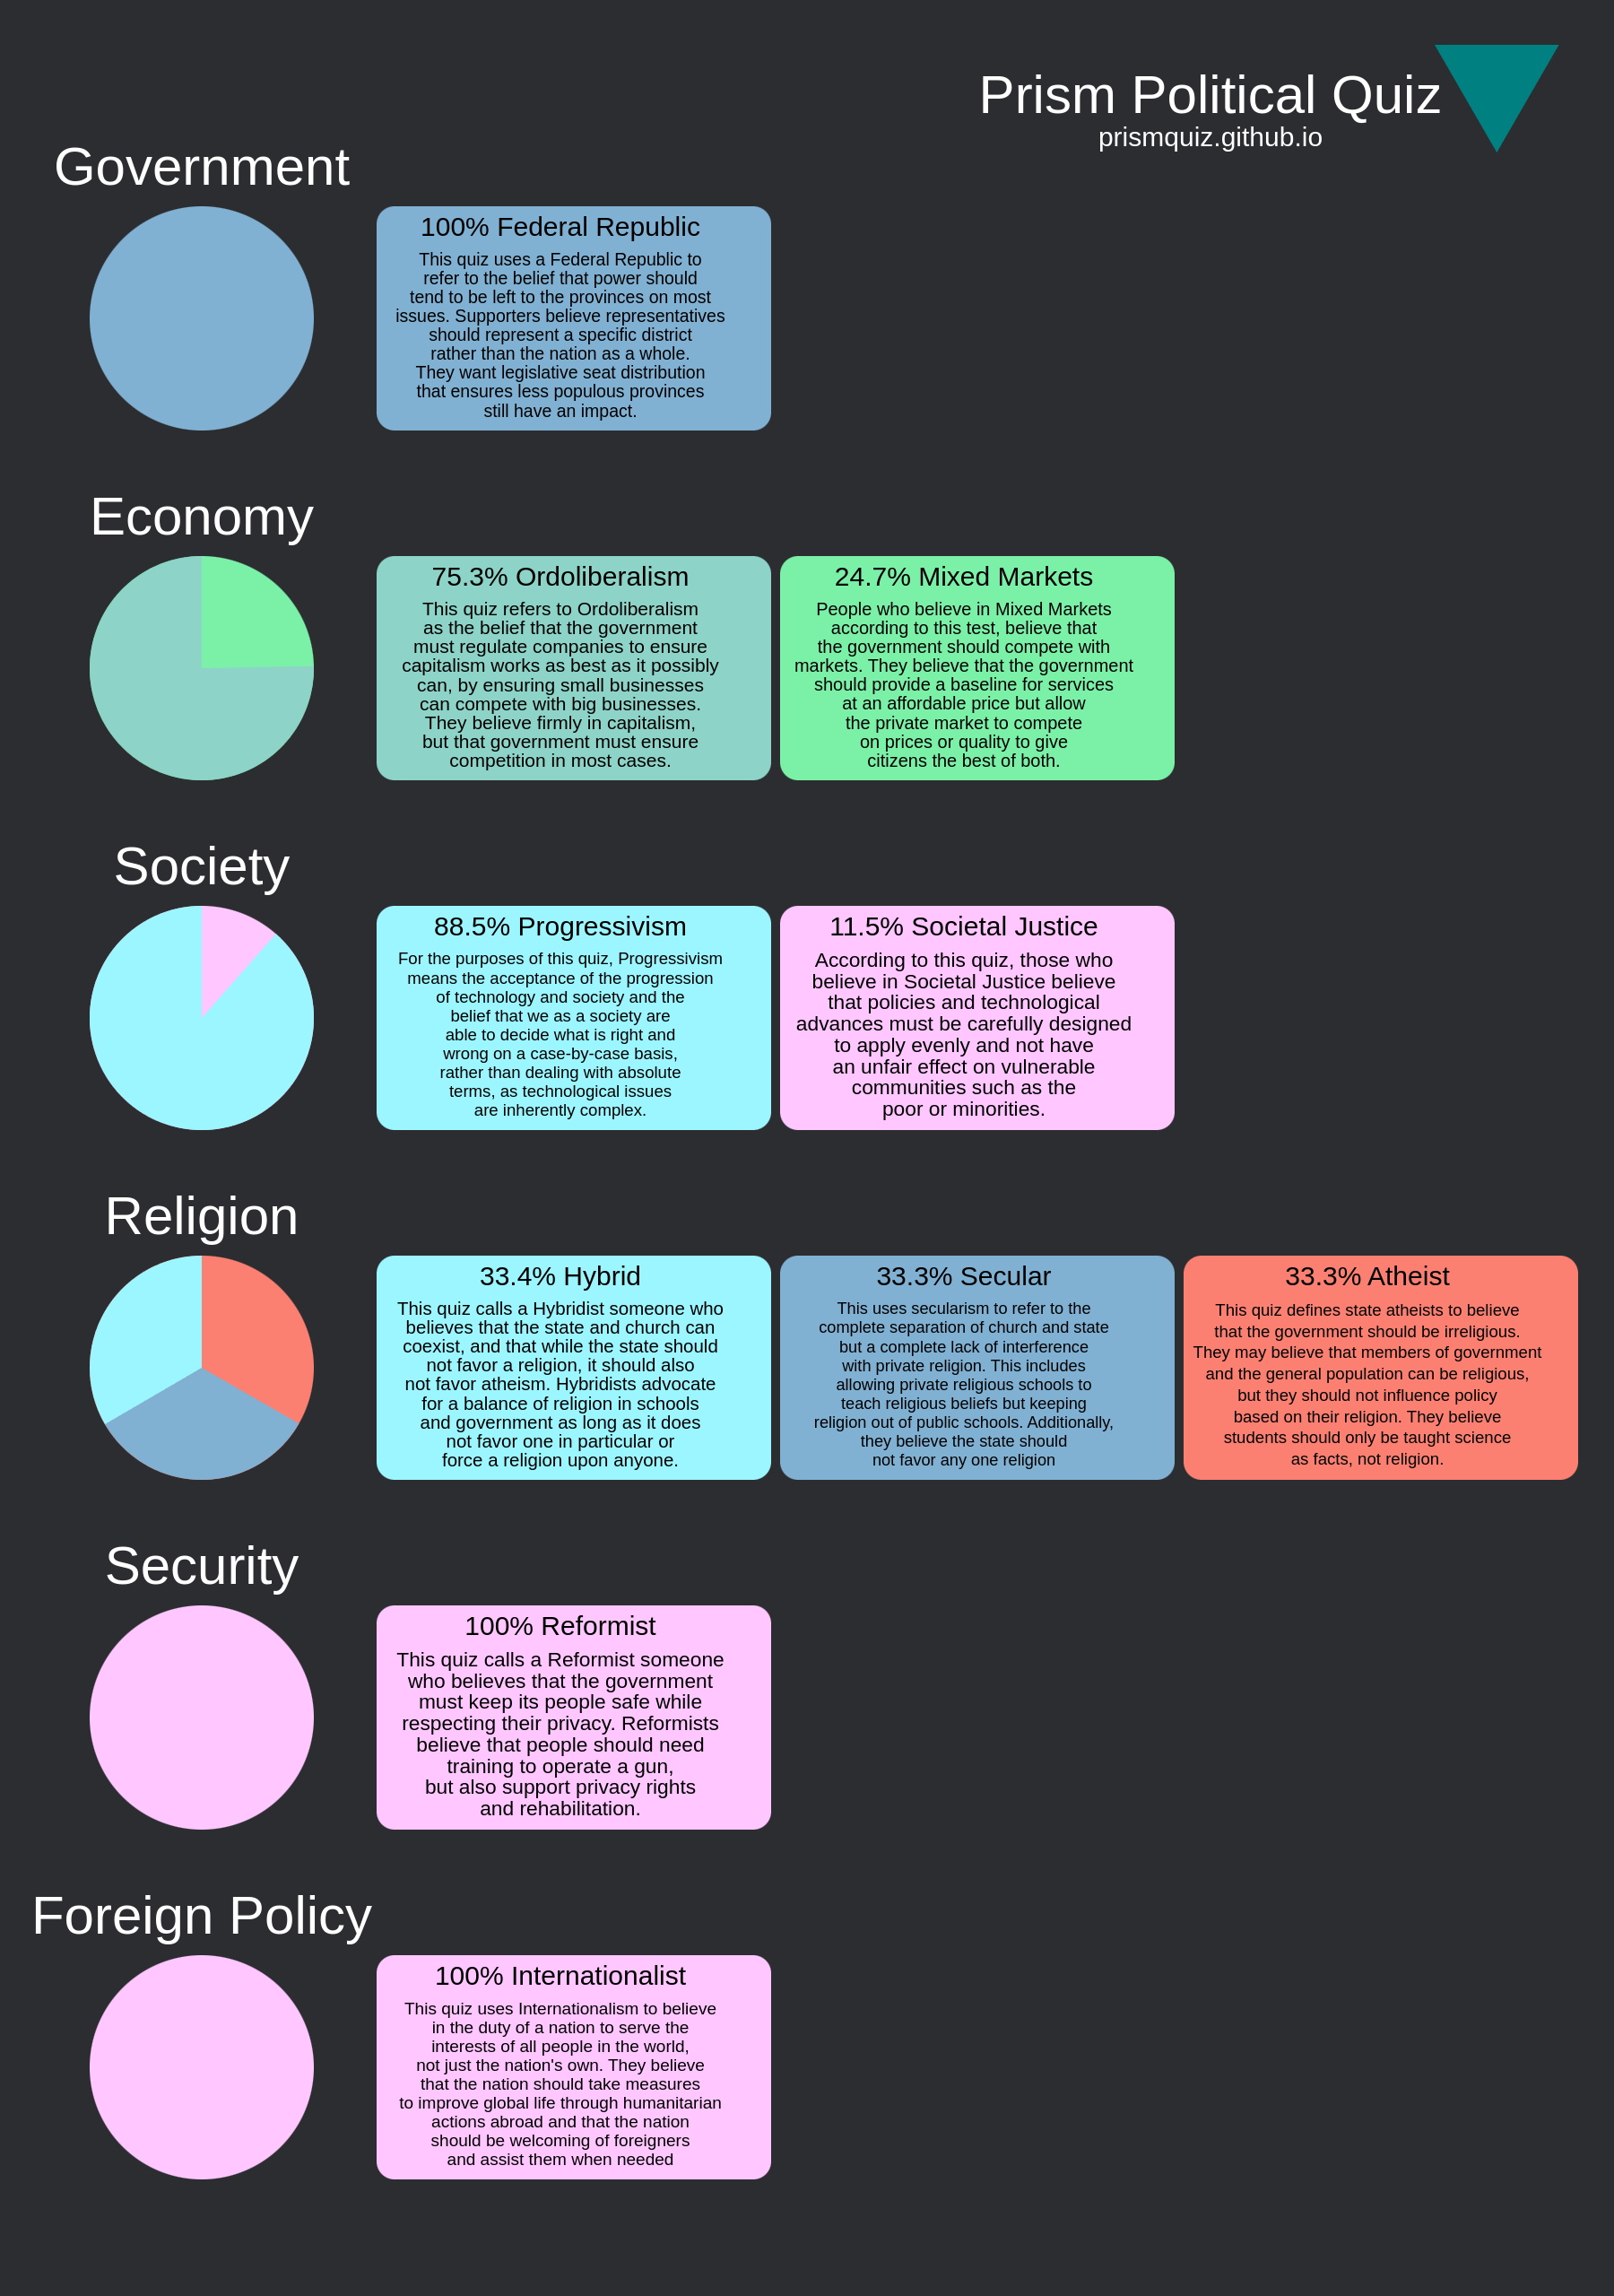 Prism Political Quiz
prismquiz.github.io
Government
100% Federal Republic
This quiz uses a Federal Republic to
refer to the belief that power should
tend to be left to the provinces on most
issues. Supporters believe representatives
should represent a specific district
rather than the nation as a whole.
They want legislative seat distribution
that ensures less populous provinces
still have an impact.
Economy
75.3% Ordoliberalism
This quiz refers to Ordoliberalism
as the belief that the government
must regulate companies to ensure
capitalism works as best as it possibly
can, by ensuring small businesses
can compete with big businesses.
They believe firmly in capitalism,
but that government must ensure
competition in most cases.
24.7% Mixed Markets
People who believe in Mixed Markets
according to this test, believe that
the government should compete with
markets. They believe that the government
should provide a baseline for services
at an affordable price but allow
the private market to compete
on prices or quality to give
citizens the best of both.
Society
88.5% Progressivism
For the purposes of this quiz, Progressivism
means the acceptance of the progression
of technology and society and the
belief that we as a society are
able to decide what is right and
wrong on a case-by-case basis,
rather than dealing with absolute
terms, as technological issues
are inherently complex.
11.5% Societal Justice
According to this quiz, those who
believe in Societal Justice believe
that policies and technological
advances must be carefully designed
to apply evenly and not have
an unfair effect on vulnerable
communities such as the
poor or minorities.
Religion
33.4% Hybrid
This quiz calls a Hybridist someone who
believes that the state and church can
coexist, and that while the state should
not favor a religion, it should also
not favor atheism. Hybridists advocate
for a balance of religion in schools
and government as long as it does
not favor one in particular or
force a religion upon anyone.
33.3% Secular
This uses secularism to refer to the
complete separation of church and state
but a complete lack of interference
with private religion. This includes
allowing private religious schools to
teach religious beliefs but keeping
religion out of public schools. Additionally,
they believe the state should
not favor any one religion
33.3% Atheist
This quiz defines state atheists to believe
that the government should be irreligious.
They may believe that members of government
and the general population can be religious,
but they should not influence policy
based on their religion. They believe
students should only be taught science
as facts, not religion.
Security
100% Reformist
This quiz calls a Reformist someone
who believes that the government
must keep its people safe while
respecting their privacy. Reformists
believe that people should need
training to operate a gun,
but also support privacy rights
and rehabilitation.
Foreign Policy
100% Internationalist
This quiz uses Internationalism to believe
in the duty of a nation to serve the
interests of all people in the world,
not just the nation's own. They believe
that the nation should take measures
to improve global life through humanitarian
actions abroad and that the nation
should be welcoming of foreigners
and assist them when needed